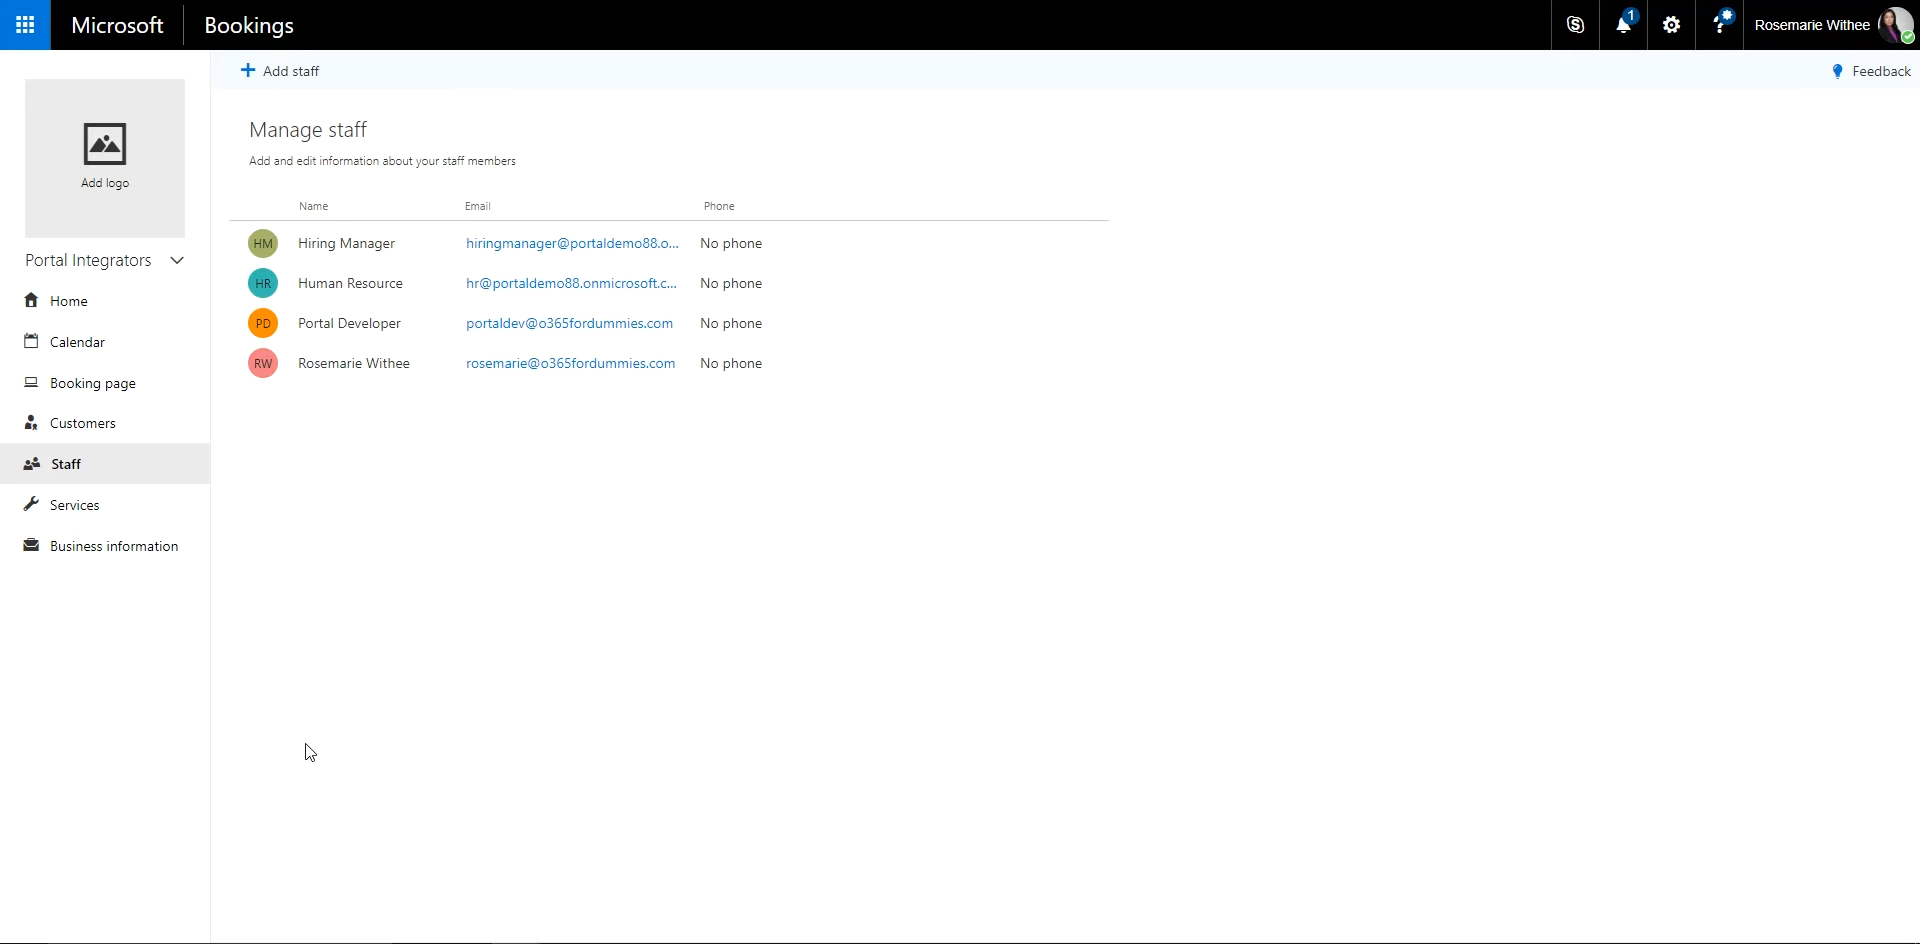 Microsoft Bookings 1 ? Rosemarie Withee
+ Add staff Feedback
Add logo
Portal Integrators
Home
Calendar
Booking page
Customers
Staff
Services
Business information
Manage staff
Add and edit information about your staff members
Name Email Phone
HM Hiring Manager hiringmanager@portaldemo88.o... No phone
HR Human Resource hr@portaldemo88.onmicrosoft.c... No phone
PD Portal Developer portaldev@o365fordummies.com No phone
RW Rosemarie Withee rosemarie@o365fordummies.com No phone